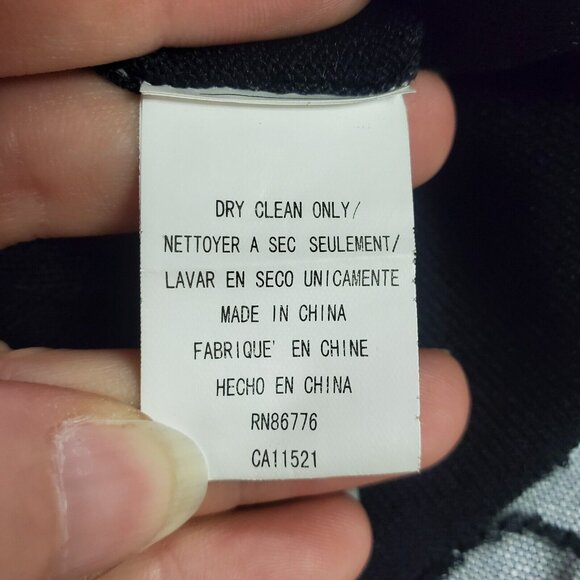 DRY CLEAN ONLY/
NETTOYER A SEC SEULEMENT/
LAVAR EN SECO UNICAMENTE
MADE IN CHINA
FABRIQUE' EN CHINE
HECHO EN CHINA
RN86776
CA11521